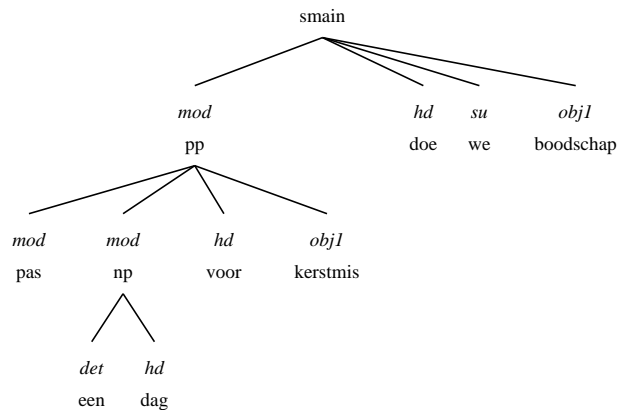 smain
mod hd su obj1
pp doe we boodschap
mod mod hd obj1
pas np voor kerstmis
det hd
een dag